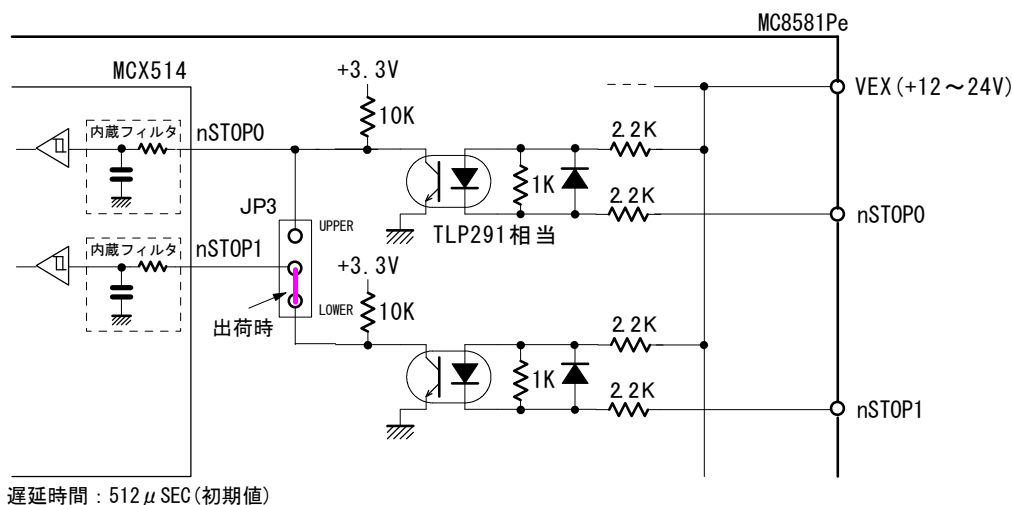 MC8581Pe
MCX514
+3.3V
VEX(+12～24V)
10K
内蔵フィルタ
nSTOP0
2.2K
1K
2.2K
nSTOP0
JP3
UPPER
TLP291相当
内蔵フィルタ
nSTOP1
+3.3V
LOWER
10K
出荷時
2.2K
1K
2.2K
nSTOP1
遅延時間：512μSEC(初期値)